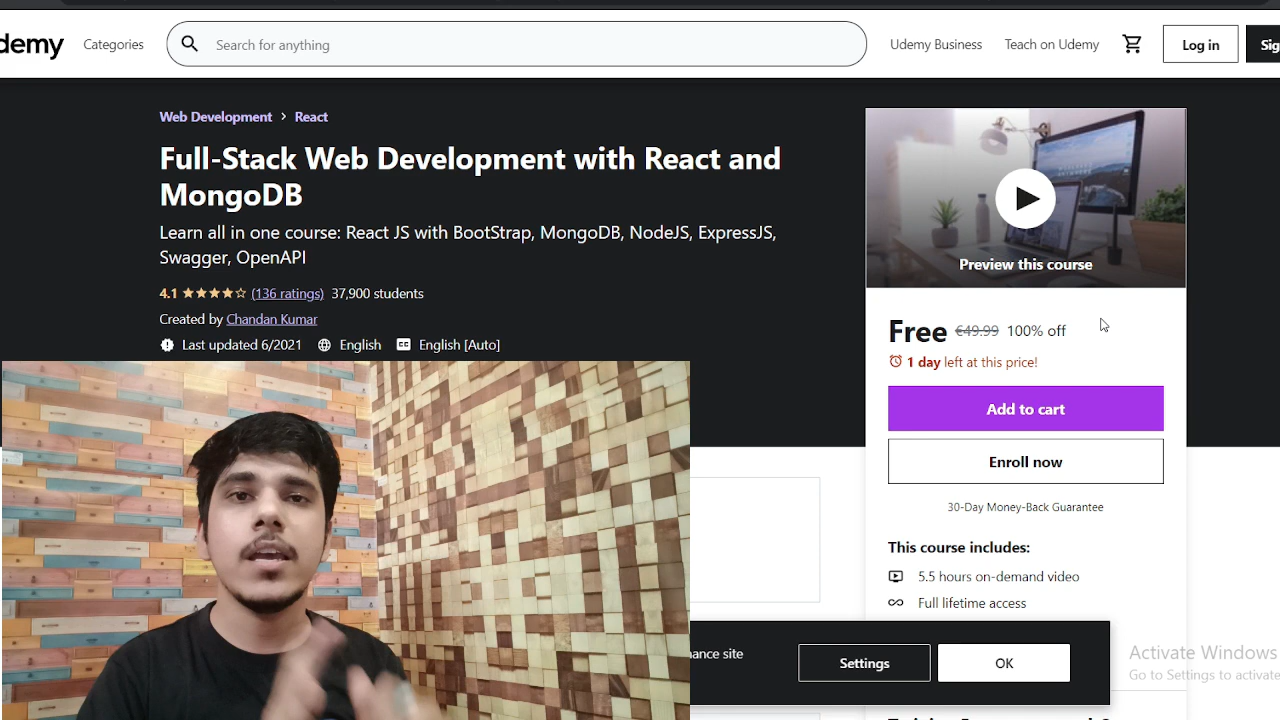 Categories
Search for anything
Udemy Business
Teach on Udemy
Log in
Web Development > React
Full-Stack Web Development with React and
MongoDB
Learn all in one course: React JS with BootStrap, MongoDB, NodeJS, ExpressJS,
Swagger, OpenAPI
4.1 (136 ratings) 37,900 students
Created by Chandan Kumar
Last updated 6/2021 English English [Auto]
Preview this course
Free €49.99 100% off
1 day left at this price!
Add to cart
Enroll now
30-Day Money-Back Guarantee
This course includes:
5.5 hours on-demand video
Full lifetime access
site
Settings
OK
Activate Windows
Go to Settings to activate